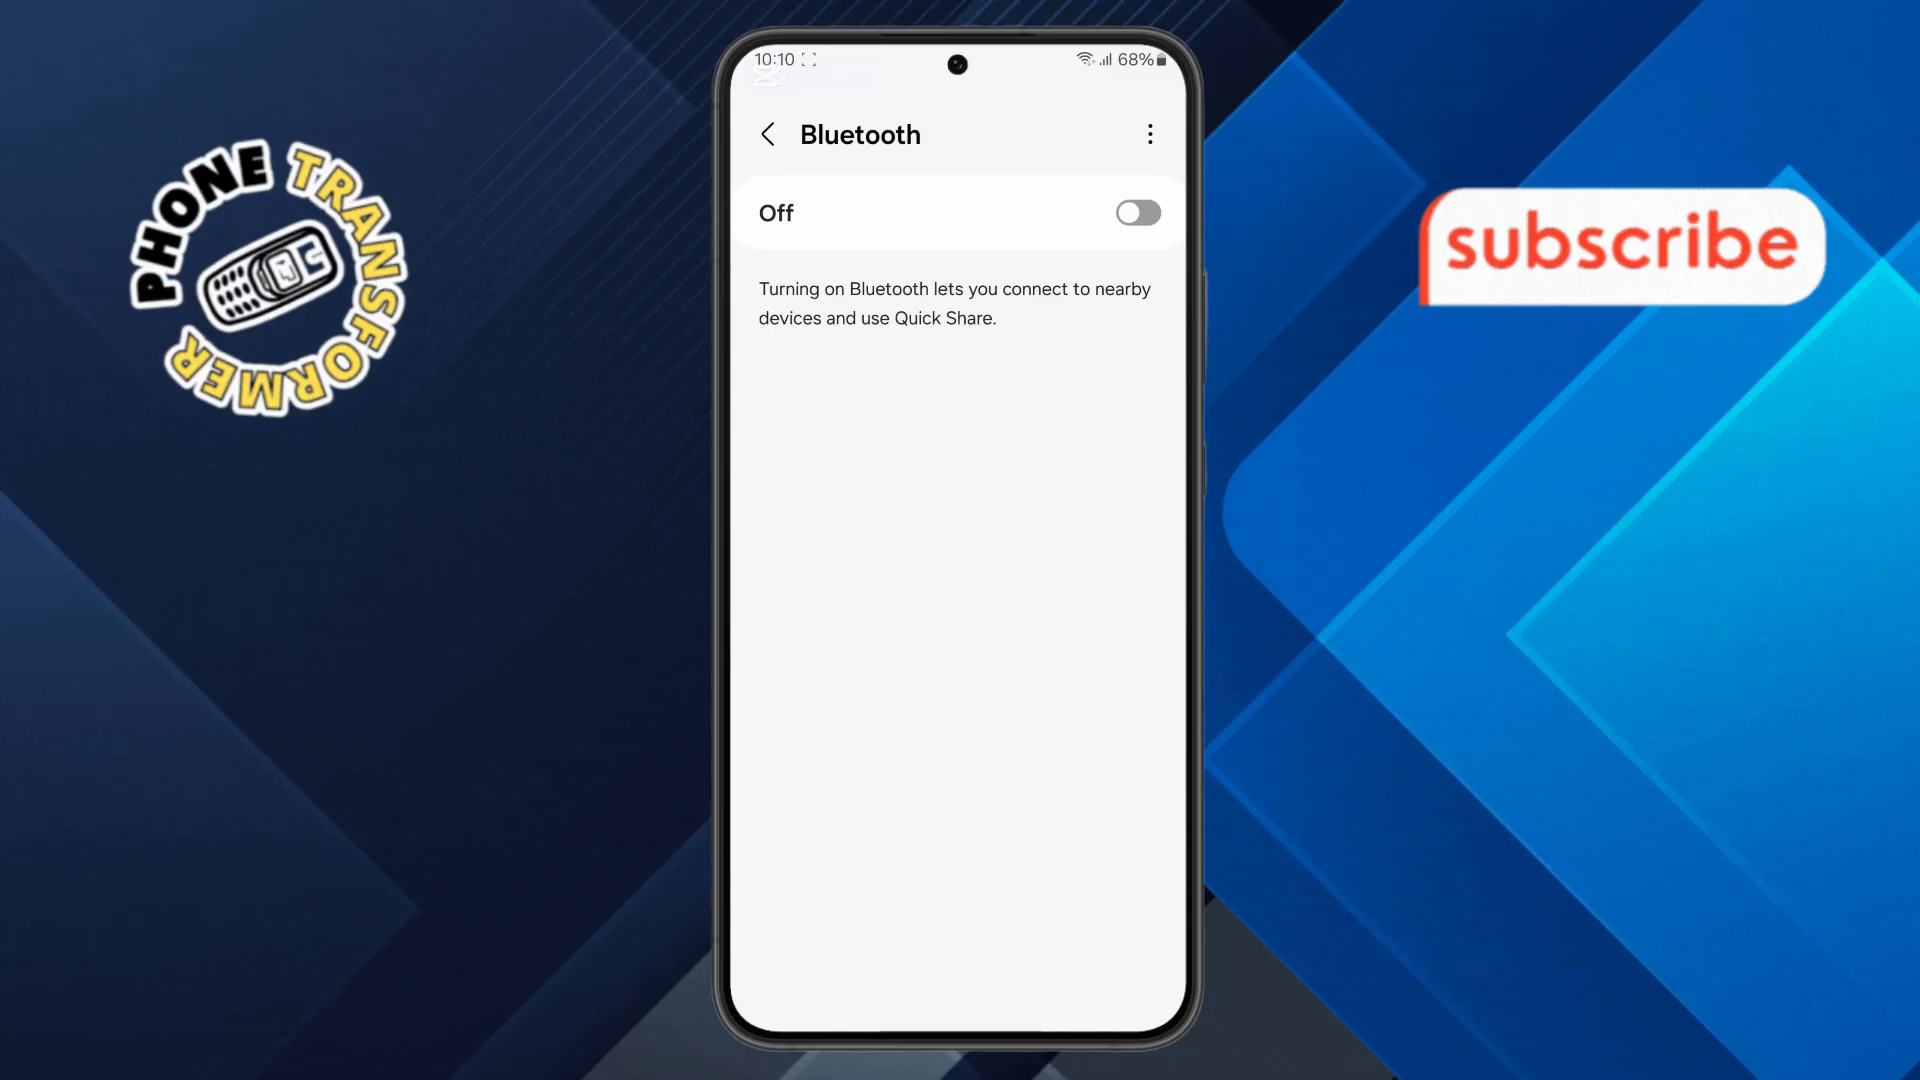 PHONE TRANSFORMER
10:10
68%
Bluetooth
Off
Turning on Bluetooth lets you connect to nearby
devices and use Quick Share.
subscribe